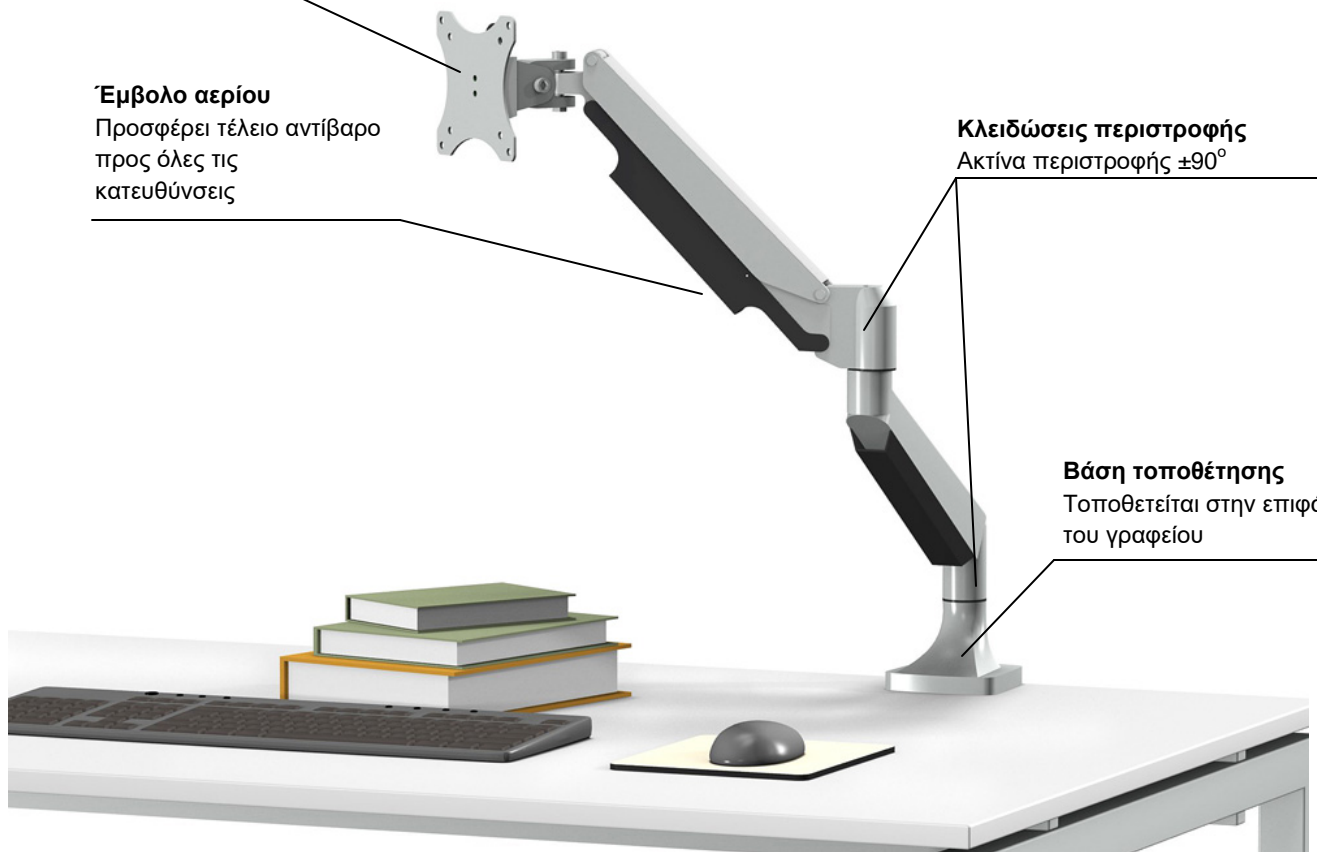 Έμβολο αερίου
Προσφέρει τέλειο αντίβαρο
προς όλες τις
κατευθύνσεις
Κλειδώσεις περιστροφής
Ακτίνα περιστροφής ±90°
Βάση τοποθέτησης
Τοποθετείται στην
του γραφείου